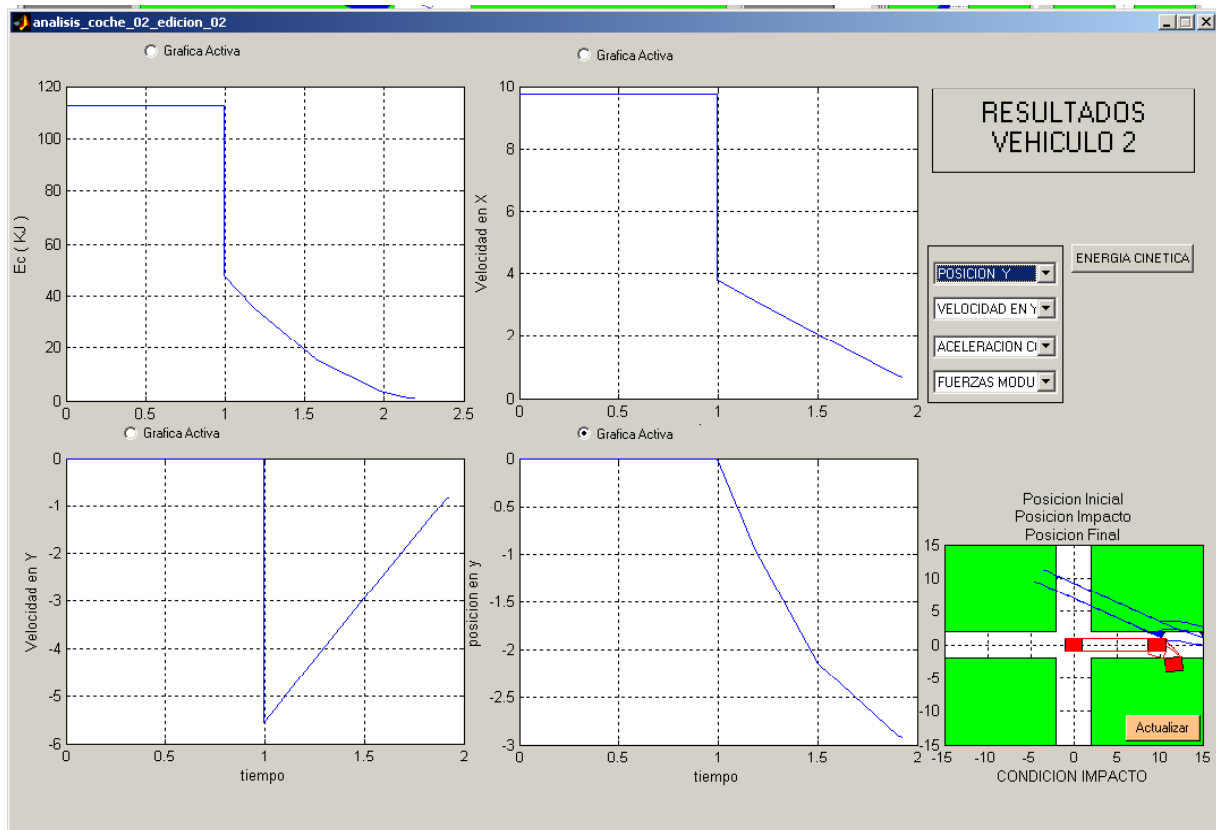 analisis_coche_02_edicion_02
Grafica Activa
Grafica Activa
120
100
80
60
40
20
0
Ec ( KJ )
0 0.5 1 1.5 2 2.5
10
8
6
4
2
0
Velocidad en X
0 0.5 1 1.5 2
RESULTADOS
VEHICULO 2
POSICION Y
VELOCIDAD EN Y
ACELERACION CI
FUERZAS MODU
ENERGIA CINETICA
Grafica Activa
Grafica Activa
0
-1
-2
-3
-4
-5
-6
Velocidad en Y
0 0.5 1 1.5 2
tiempo
0
-0.5
-1
-1.5
-2
-2.5
-3
posicion en y
0 0.5 1 1.5 2
tiempo
Posicion Inicial
Posicion Impacto
Posicion Final
15
10
5
0
-5
-10
-15
Actualizar
-15 -10 -5 0 5 10 15
CONDICION IMPACTO